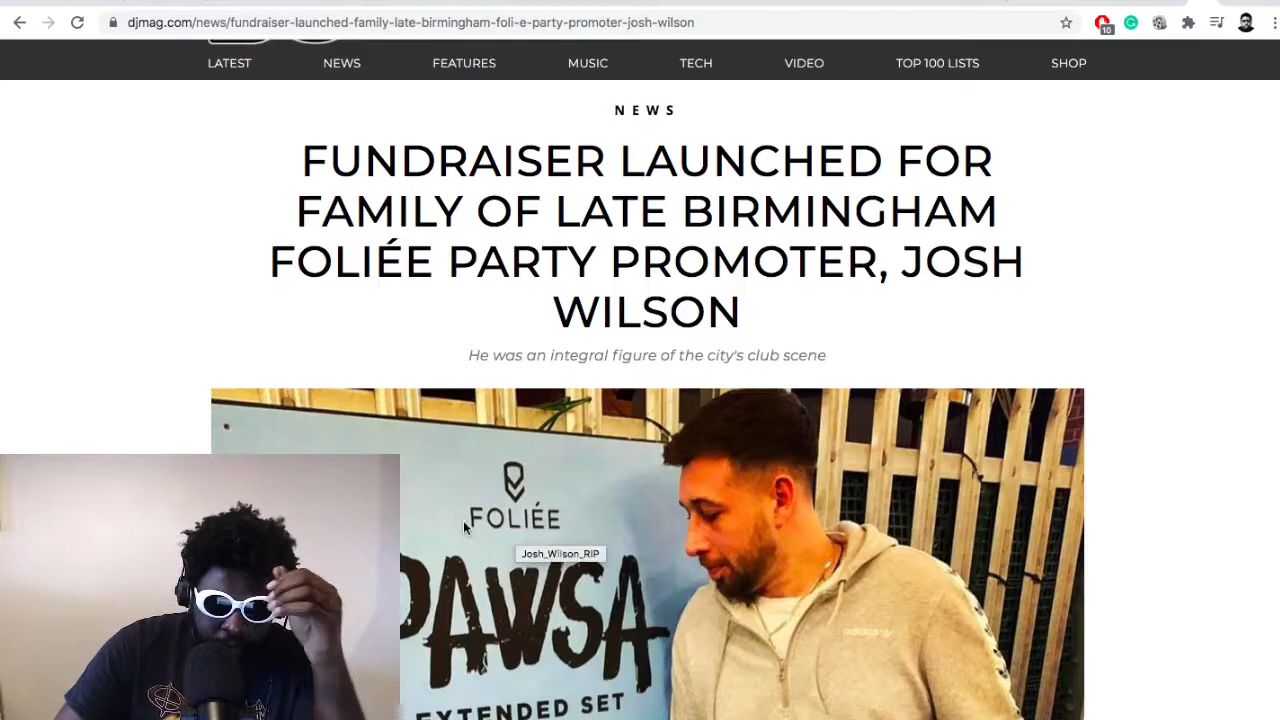 djmag.com/news/fundraiser-launched-family-late-birmingham-foli-e-party-promoter-josh-wilson
10
LATEST NEWS FEATURES MUSIC TECH VIDEO TOP 100 LISTS SHOP
NEWS
FUNDRAISER LAUNCHED FOR
FAMILY OF LATE BIRMINGHAM
FOLIÉE PARTY PROMOTER, JOSH
WILSON
He was an integral figure of the city's club scene
FOLIÉE
Josh_Wilson_RIP
PAWSA
EXTENDED SET
adidas